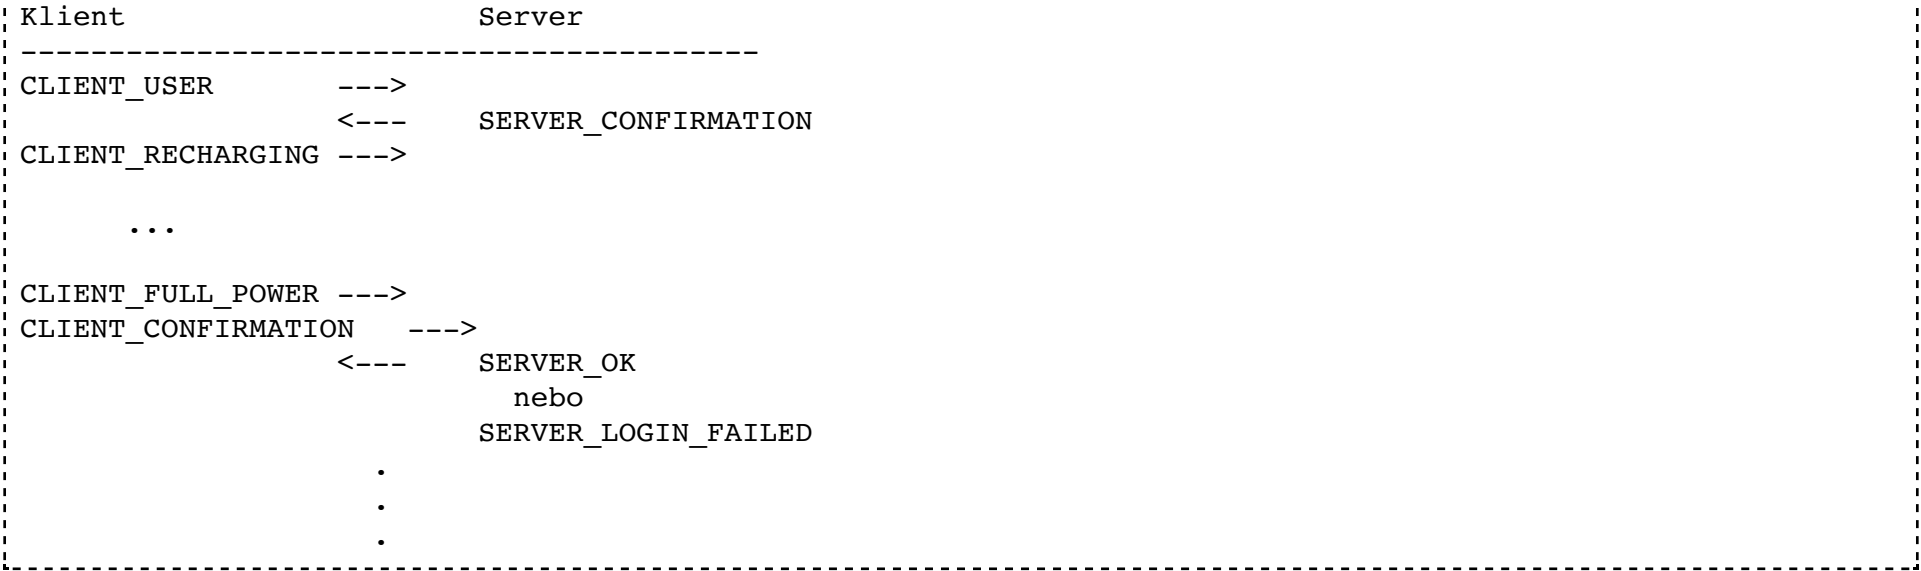 Klient                    Server
------------------------------------------
CLIENT_USER       --->
                  <---    SERVER_CONFIRMATION
CLIENT_RECHARGING --->
      ...
CLIENT_FULL_POWER --->
CLIENT_CONFIRMATION   --->
                  <---    SERVER_OK
                            nebo
                          SERVER_LOGIN_FAILED
                    .
                    .
                    .